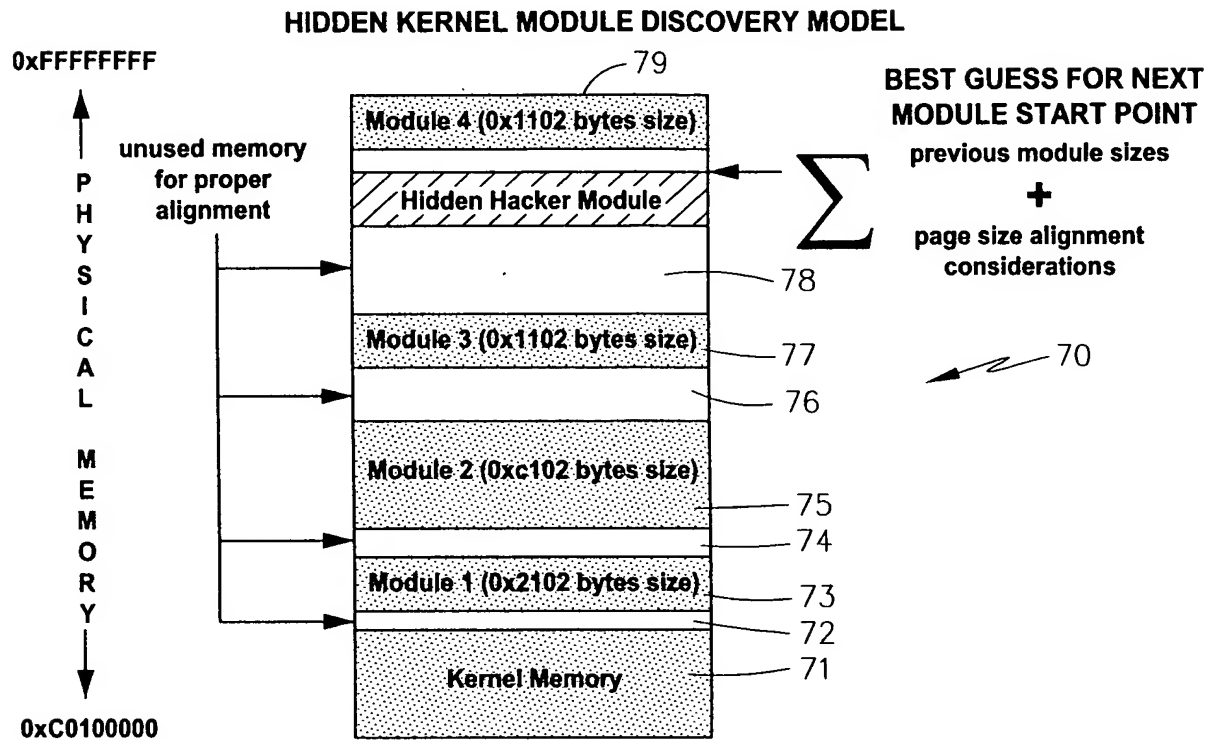 HIDDEN KERNEL MODULE DISCOVERY MODEL
0xFFFFFFFF
PHYSICAL MEMORY
0xC0100000
unused memory
for proper
alignment
79
Module 4 (0x1102 bytes size)
Hidden Hacker Module
78
Module 3 (0x1102 bytes size)
77
76
Module 2 (0xc102 bytes size)
75
74
Module 1 (0x2102 bytes size)
73
72
Kernel Memory
71
BEST GUESS FOR NEXT
MODULE START POINT
∑
previous module sizes
+
page size alignment
considerations
70